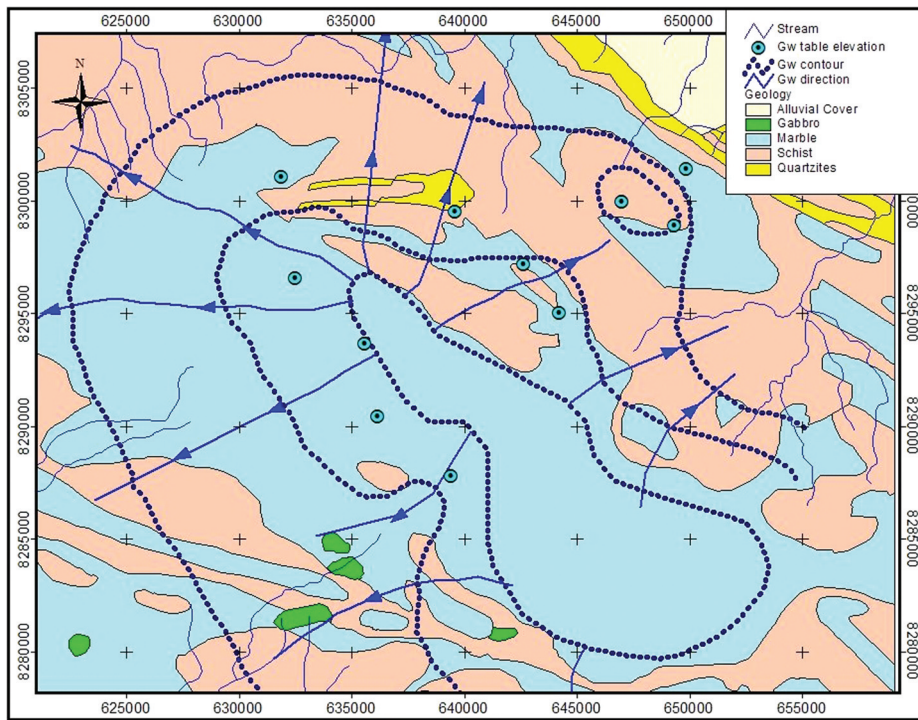 625000 630000 635000 640000 645000 650000
Stream
Gw table elevation
Gw contour
Gw direction
Geology
Alluvial Cover
Gabbro
Marble
Schist
Quartzites
N
8305000
8300000 8300000
8295000 8295000
8290000 8290000
8285000 8285000
8280000 8280000
625000 630000 635000 640000 645000 650000 655000